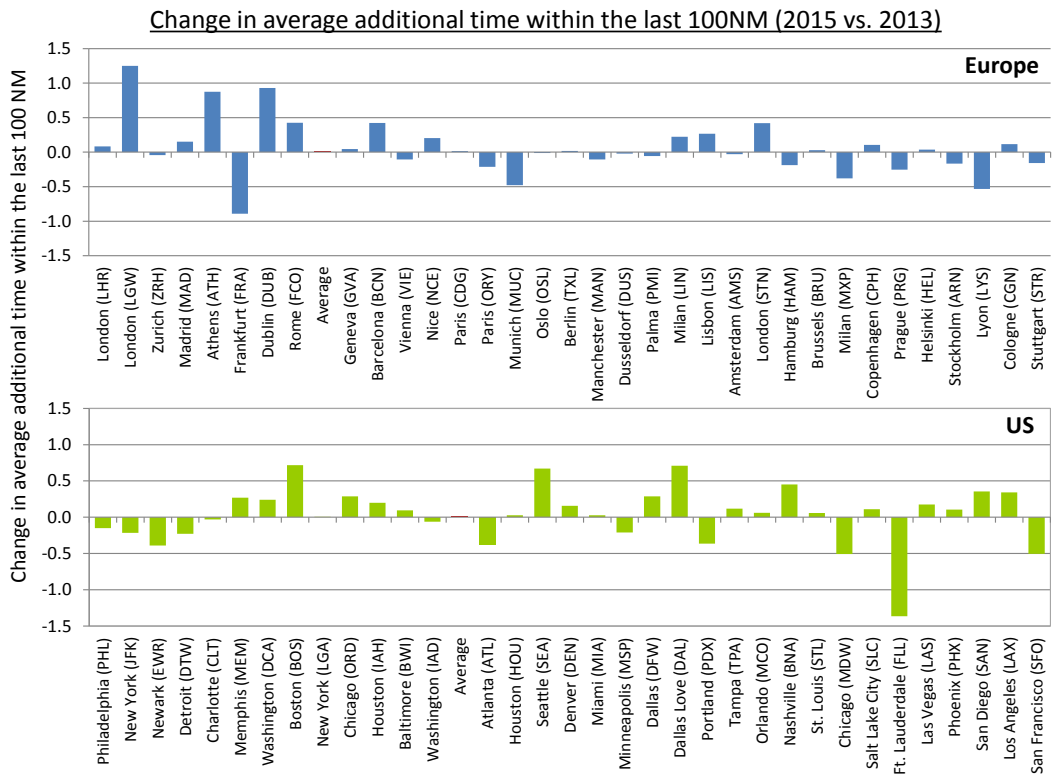 Change in average additional time within the last 100NM (2015 vs. 2013)
Change in average additional time within the last 100 NM
Europe
1.5
1.0
0.5
0.0
-0.5
-1.0
-1.5
London (LHR)
London (LGW)
Zurich (ZRH)
Madrid (MAD)
Athens (ATH)
Frankfurt (FRA)
Dublin (DUB)
Rome (FCO)
Average
Geneva (GVA)
Barcelona (BCN)
Vienna (VIE)
Nice (NCE)
Paris (CDG)
Paris (ORY)
Munich (MUC)
Oslo (OSL)
Berlin (TXL)
Manchester (MAN)
Dusseldorf (DUS)
Palma (PMI)
Milan (LIN)
Lisbon (LIS)
Amsterdam (AMS)
London (STN)
Hamburg (HAM)
Brussels (BRU)
Milan (MXP)
Copenhagen (CPH)
Prague (PRG)
Helsinki (HEL)
Stockholm (ARN)
Lyon (LYS)
Cologne (CGN)
Stuttgart (STR)
US
1.5
1.0
0.5
0.0
-0.5
-1.0
-1.5
Philadelphia (PHL)
New York (JFK)
Newark (EWR)
Detroit (DTW)
Charlotte (CLT)
Memphis (MEM)
Washington (DCA)
Boston (BOS)
New York (LGA)
Chicago (ORD)
Houston (IAH)
Baltimore (BWI)
Washington (IAD)
Average
Atlanta (ATL)
Houston (HOU)
Seattle (SEA)
Denver (DEN)
Miami (MIA)
Minneapolis (MSP)
Dallas (DFW)
Dallas Love (DAL)
Portland (PDX)
Tampa (TPA)
Orlando (MCO)
Nashville (BNA)
St. Louis (STL)
Chicago (MDW)
Salt Lake City (SLC)
Ft. Lauderdale (FLL)
Las Vegas (LAS)
Phoenix (PHX)
San Diego (SAN)
Los Angeles (LAX)
San Francisco (SFO)